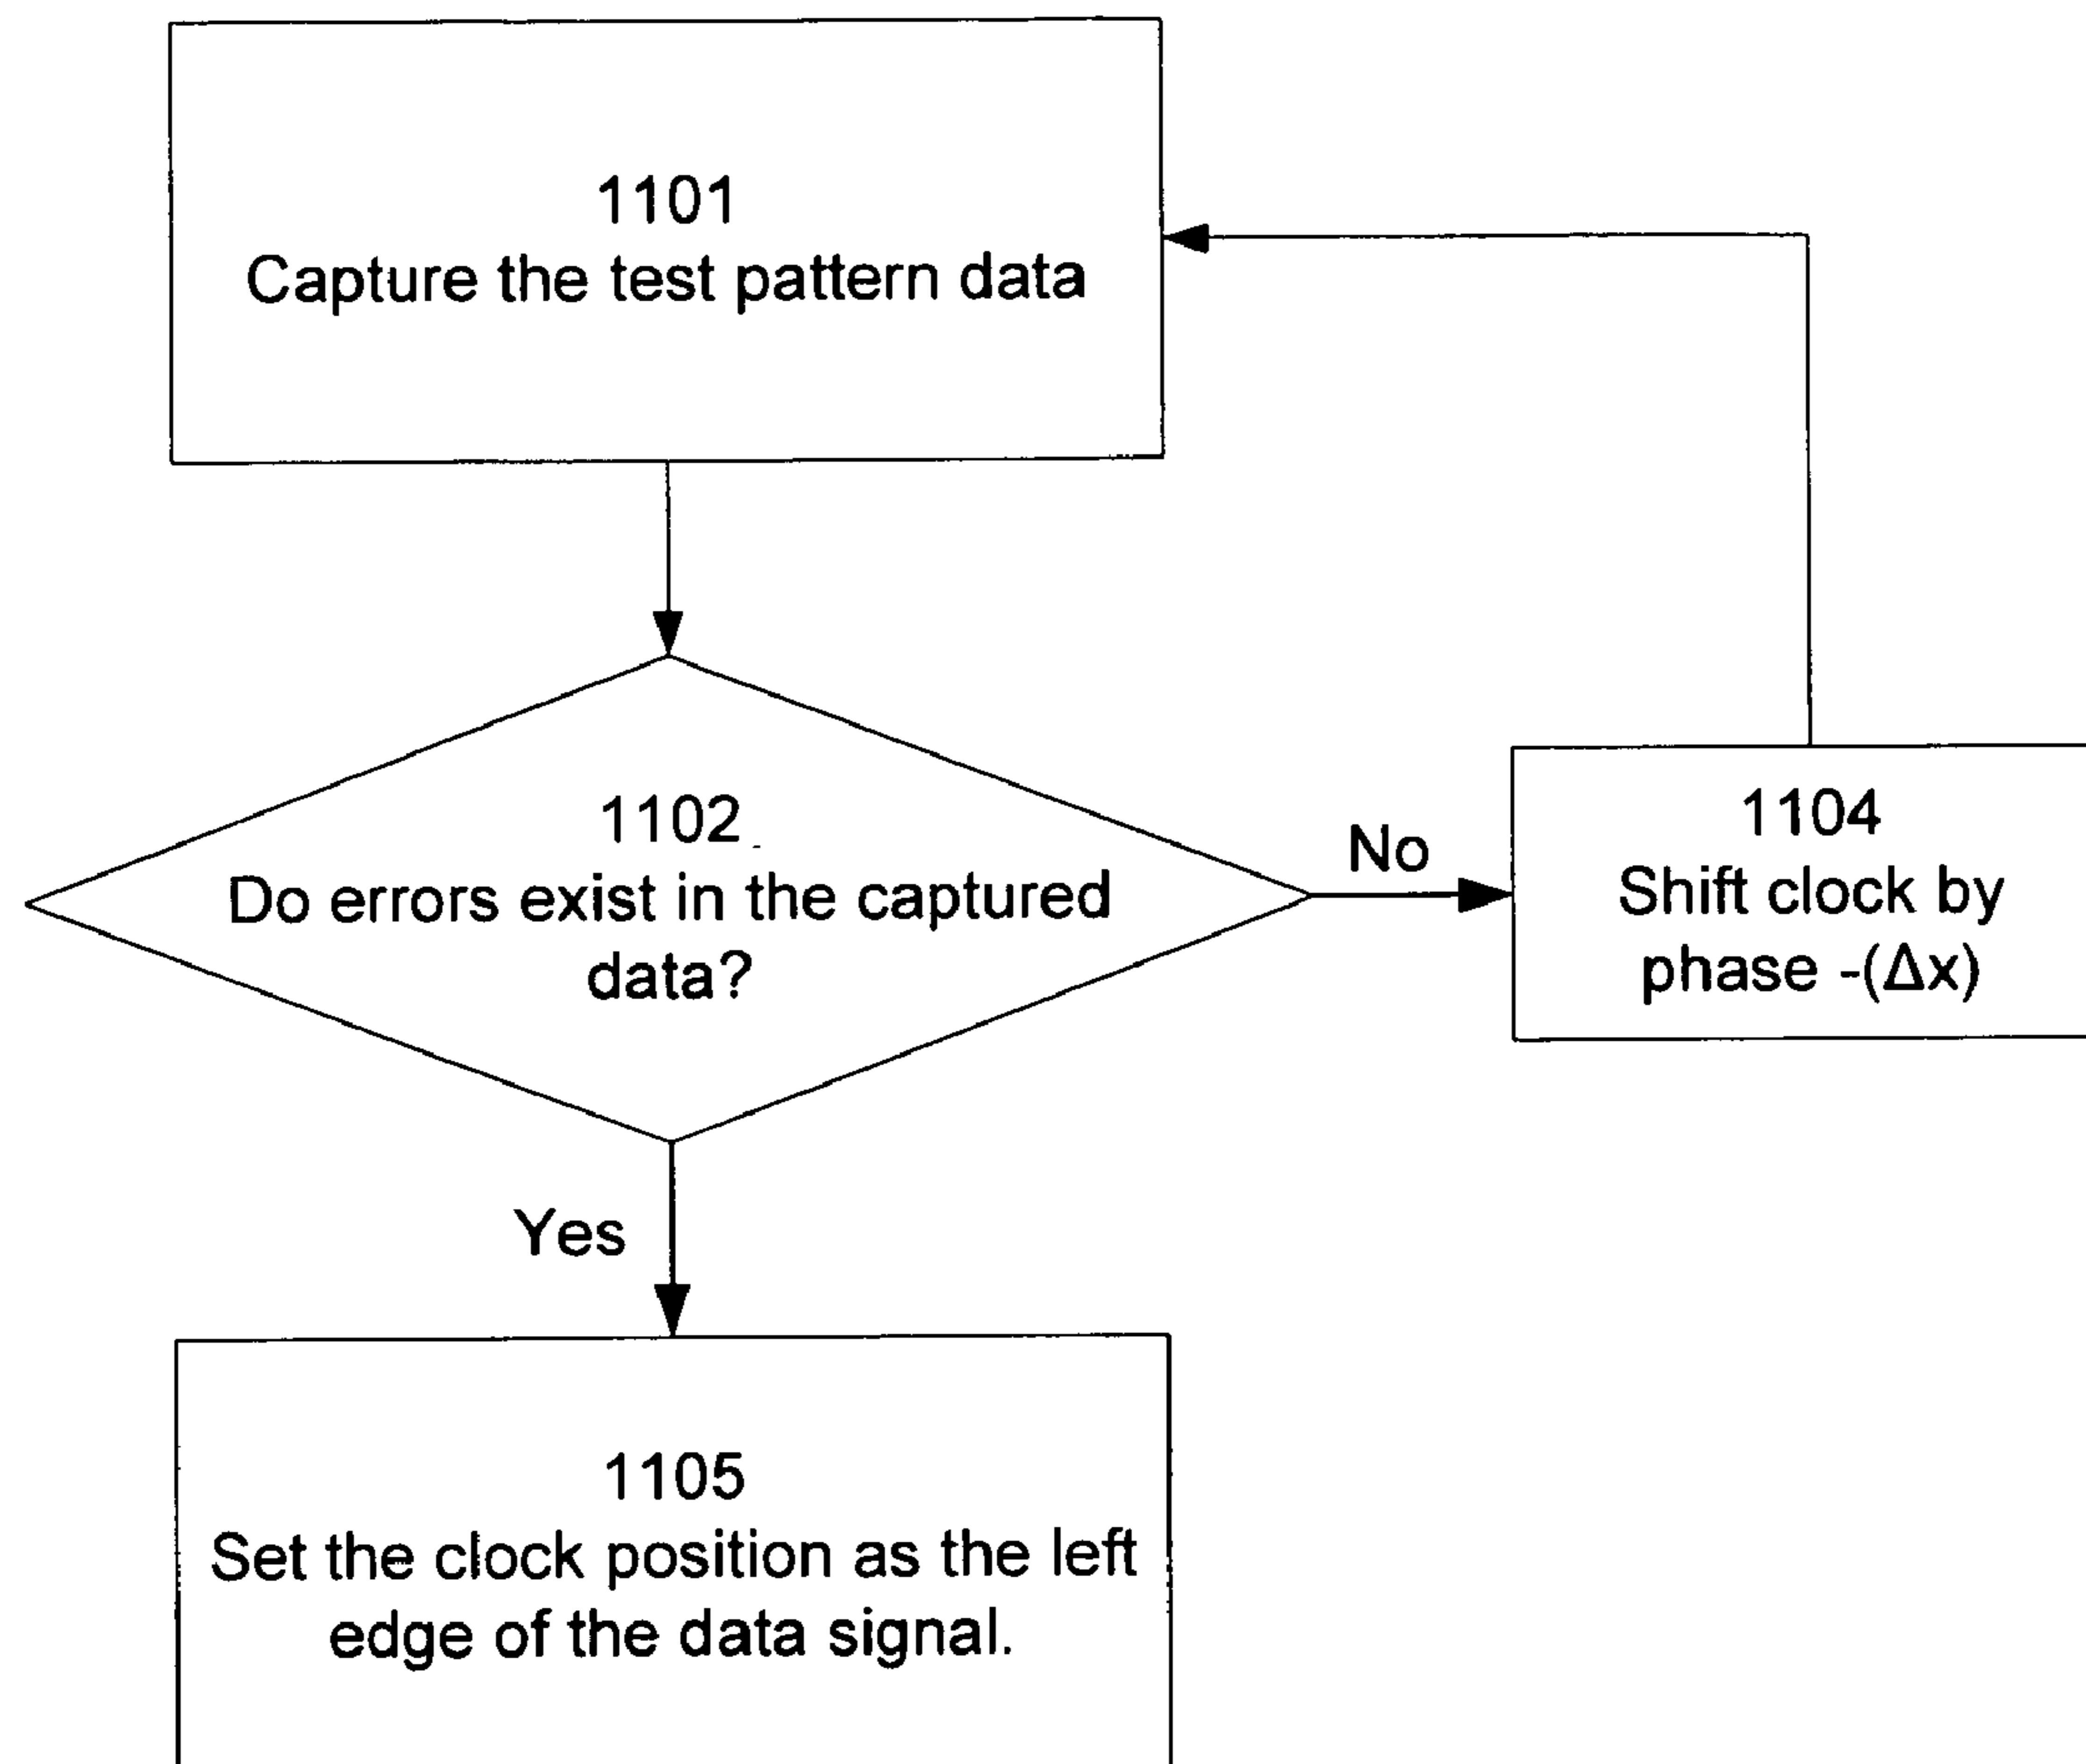 1101
Capture the test pattern data
1102
Do errors exist in the captured
data?
No
1104
Shift clock by
phase -(Δx)
Yes
1105
Set the clock position as the left
edge of the data signal.